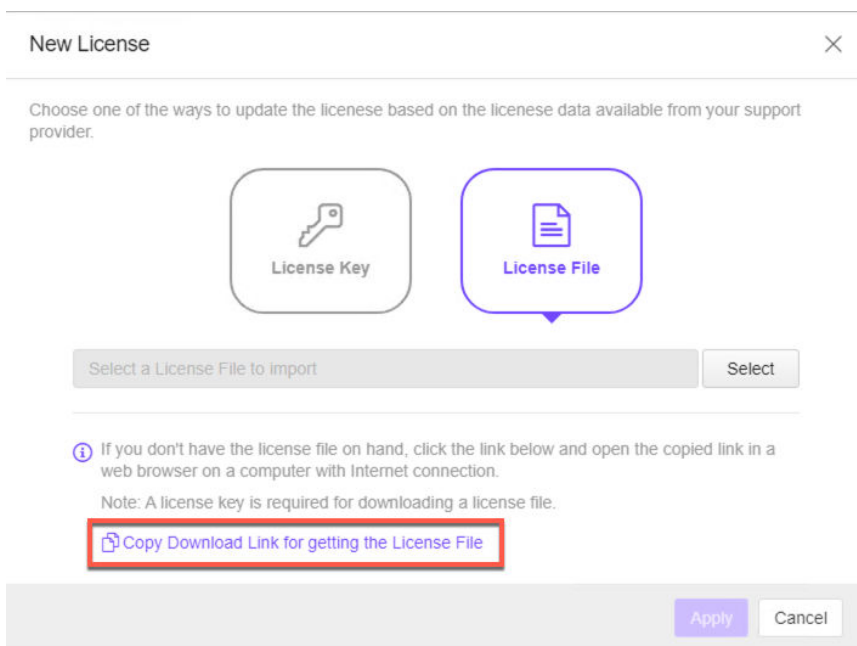 New License
Choose one of the ways to update the licenese based on the licenese data available from your support
provider.
License Key
License File
Select a License File to import
Select
If you don't have the license file on hand, click the link below and open the copied link in a
web browser on a computer with Internet connection.
Note: A license key is required for downloading a license file.
Copy Download Link for getting the License File
Apply
Cancel